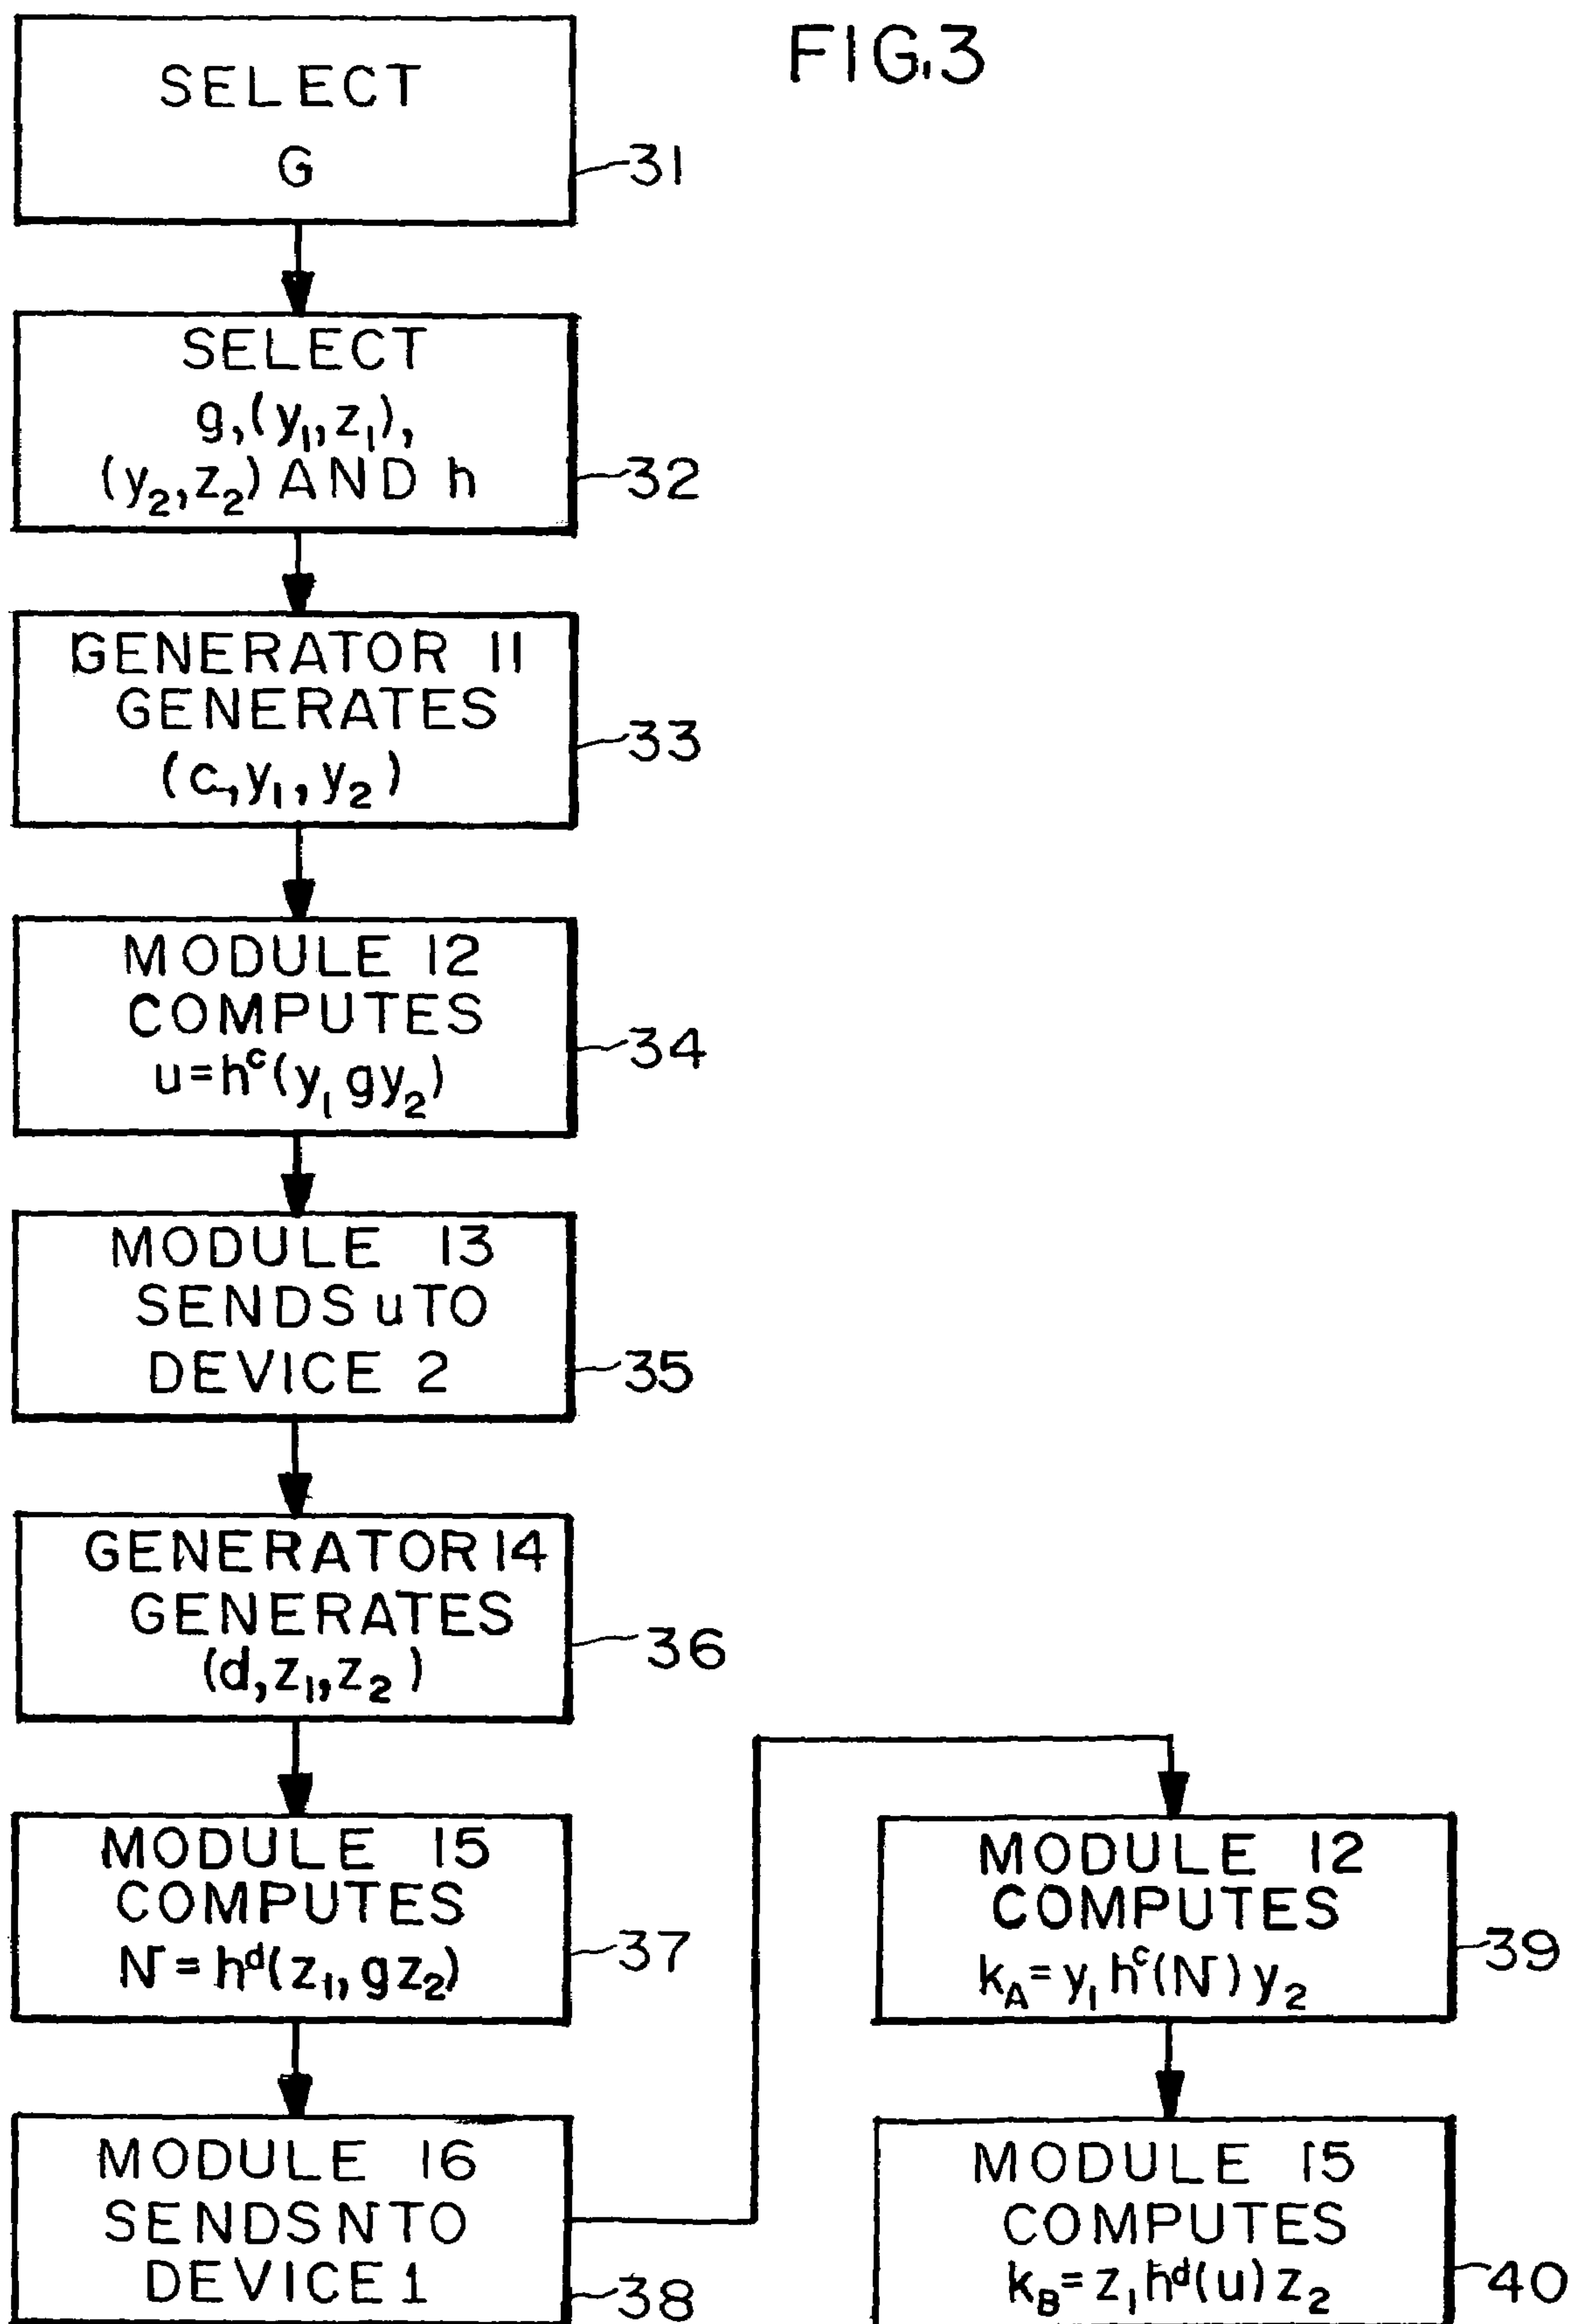 FIG.3
SELECT
G
31
SELECT
g,(y₁,z₁),
(y₂,z₂) AND h
32
GENERATOR 11
GENERATES
(c,y₁,y₂)
33
MODULE 12
COMPUTES
u=hᶜ(y₁gy₂)
34
MODULE 13
SENDS u TO
DEVICE 2
35
GENERATOR 14
GENERATES
(d,z₁,z₂)
36
MODULE 15
COMPUTES
N=hᵈ(z₁,gz₂)
37
MODULE 16
SENDS N TO
DEVICE 1
38
MODULE 12
COMPUTES
k_A=y₁hᶜ(N)y₂
39
MODULE 15
COMPUTES
k_B=z₁hᵈ(u)z₂
40